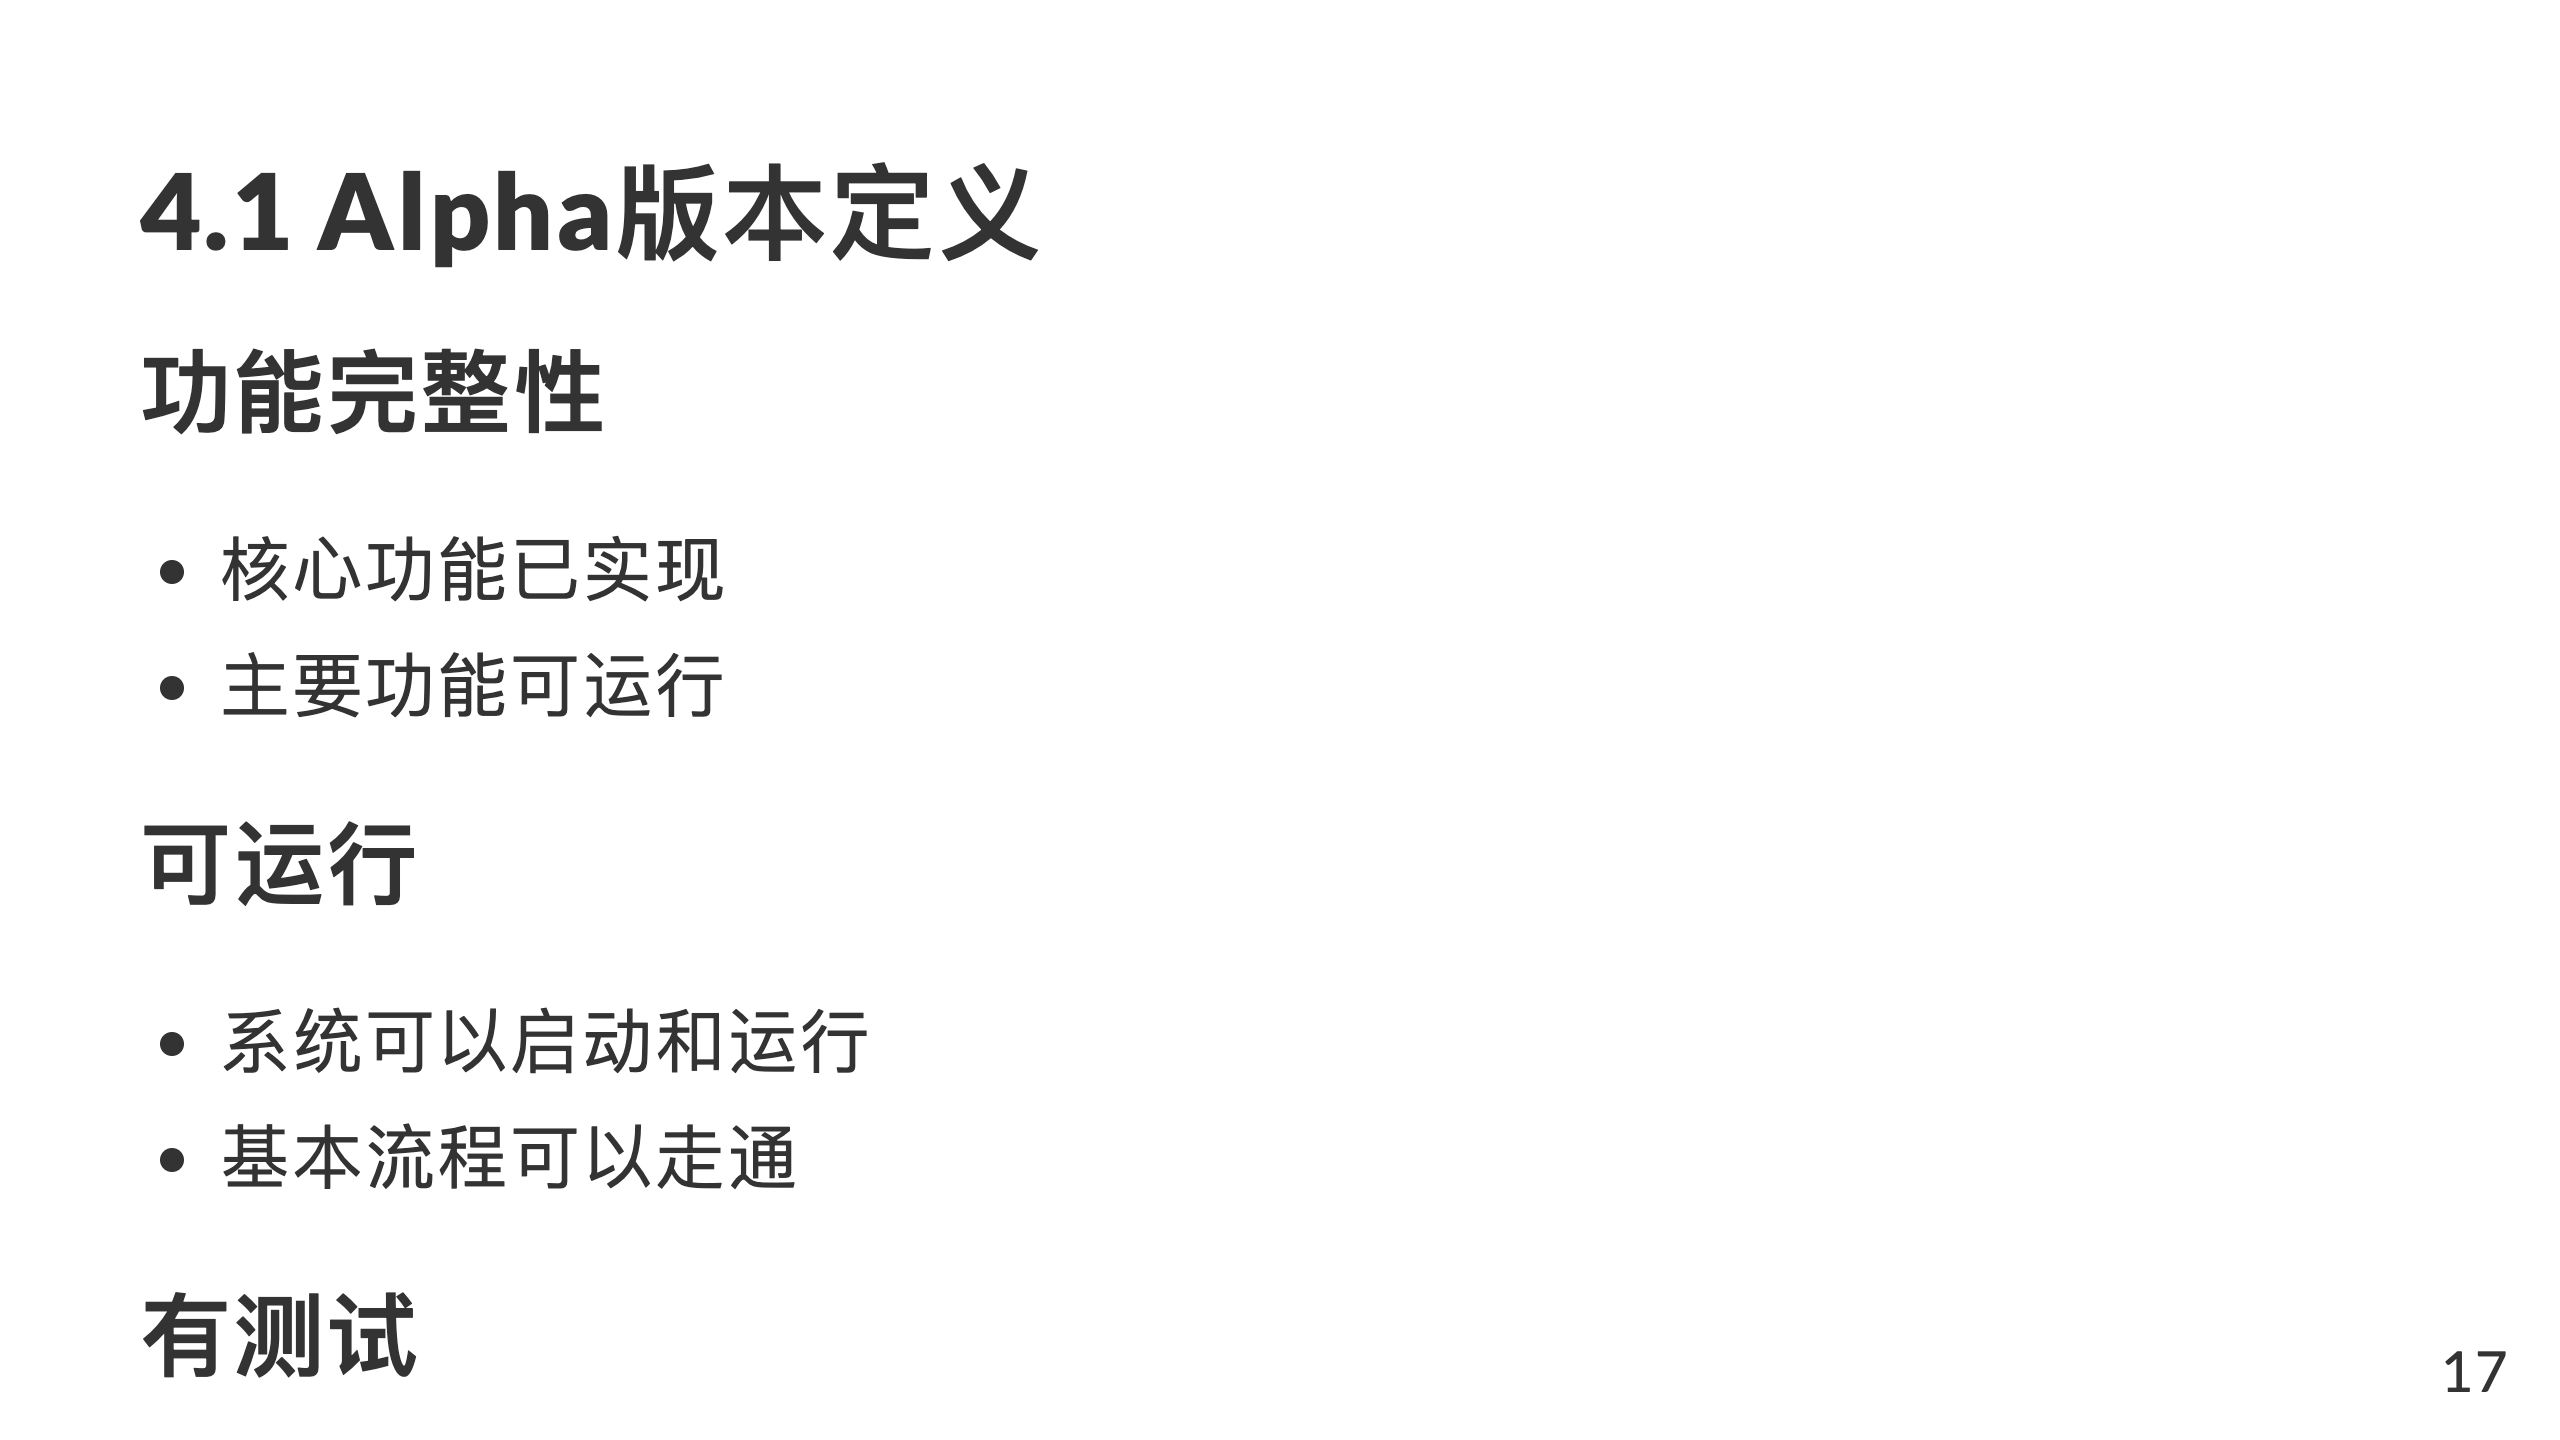 4.1 Alpha版本定义
功能完整性
• 核心功能已实现
• 主要功能可运行
可运行
• 系统可以启动和运行
• 基本流程可以走通
有测试
17